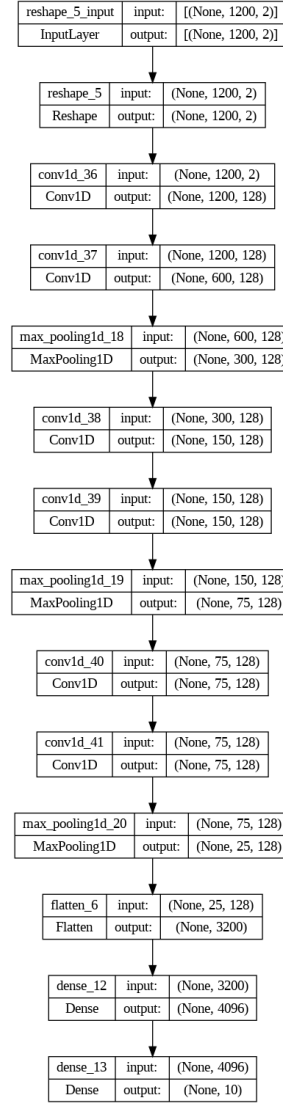 reshape_5_input input: [(None, 1200, 2)]
InputLayer output: [(None, 1200, 2)]
reshape_5 input: (None, 1200, 2)
Reshape output: (None, 1200, 2)
conv1d_36 input: (None, 1200, 2)
Conv1D output: (None, 1200, 128)
conv1d_37 input: (None, 1200, 128)
Conv1D output: (None, 600, 128)
max_pooling1d_18 input: (None, 600, 128)
MaxPooling1D output: (None, 300, 128)
conv1d_38 input: (None, 300, 128)
Conv1D output: (None, 150, 128)
conv1d_39 input: (None, 150, 128)
Conv1D output: (None, 150, 128)
max_pooling1d_19 input: (None, 150, 128)
MaxPooling1D output: (None, 75, 128)
conv1d_40 input: (None, 75, 128)
Conv1D output: (None, 75, 128)
conv1d_41 input: (None, 75, 128)
Conv1D output: (None, 75, 128)
max_pooling1d_20 input: (None, 75, 128)
MaxPooling1D output: (None, 25, 128)
flatten_6 input: (None, 25, 128)
Flatten output: (None, 3200)
dense_12 input: (None, 3200)
Dense output: (None, 4096)
dense_13 input: (None, 4096)
Dense output: (None, 10)